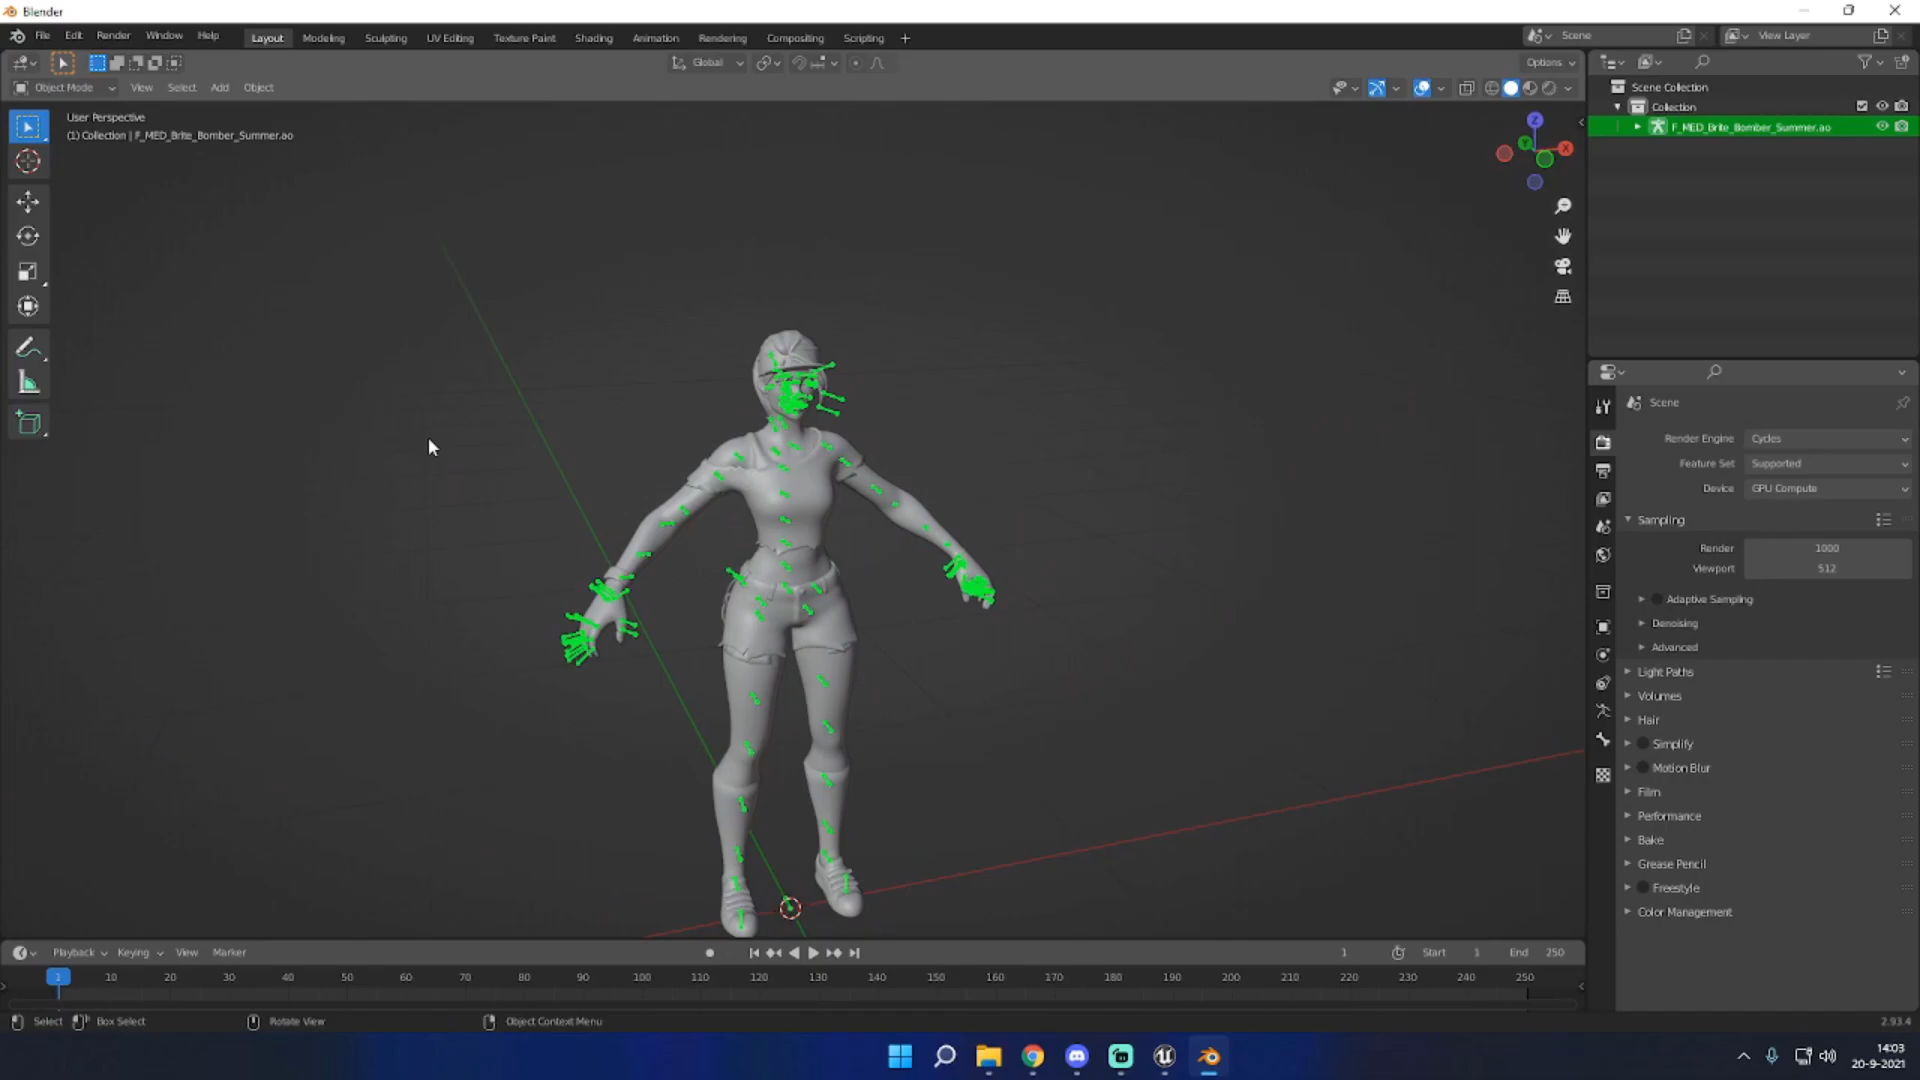 Blender
File Edit Render Window Help Layout Modeling Sculpting UV Editing Texture Paint Shading Animation Rendering Compositing Scripting + Scene View Layer
Global Options
Object Mode View Select Add Object
User Perspective
(1) Collection | F_MED_Brite_Bomber_Summer.ao
Z
Y
X
Scene Collection
Collection
F_MED_Brite_Bomber_Summer.ao
Scene
Render Engine Cycles
Feature Set Supported
Device GPU Compute
Sampling
Render 1000
Viewport 512
Adaptive Sampling
Denoising
Advanced
Light Paths
Volumes
Hair
Simplify
Motion Blur
Film
Performance
Bake
Grease Pencil
Freestyle
Color Management
Playback Keying View Marker 1 Start 1 End 250
1 10 20 30 40 50 60 70 80 90 100 110 120 130 140 150 160 170 180 190 200 210 220 230 240 250
Select Box Select Rotate View Object Context Menu 2.93.4
14:03
20-9-2021